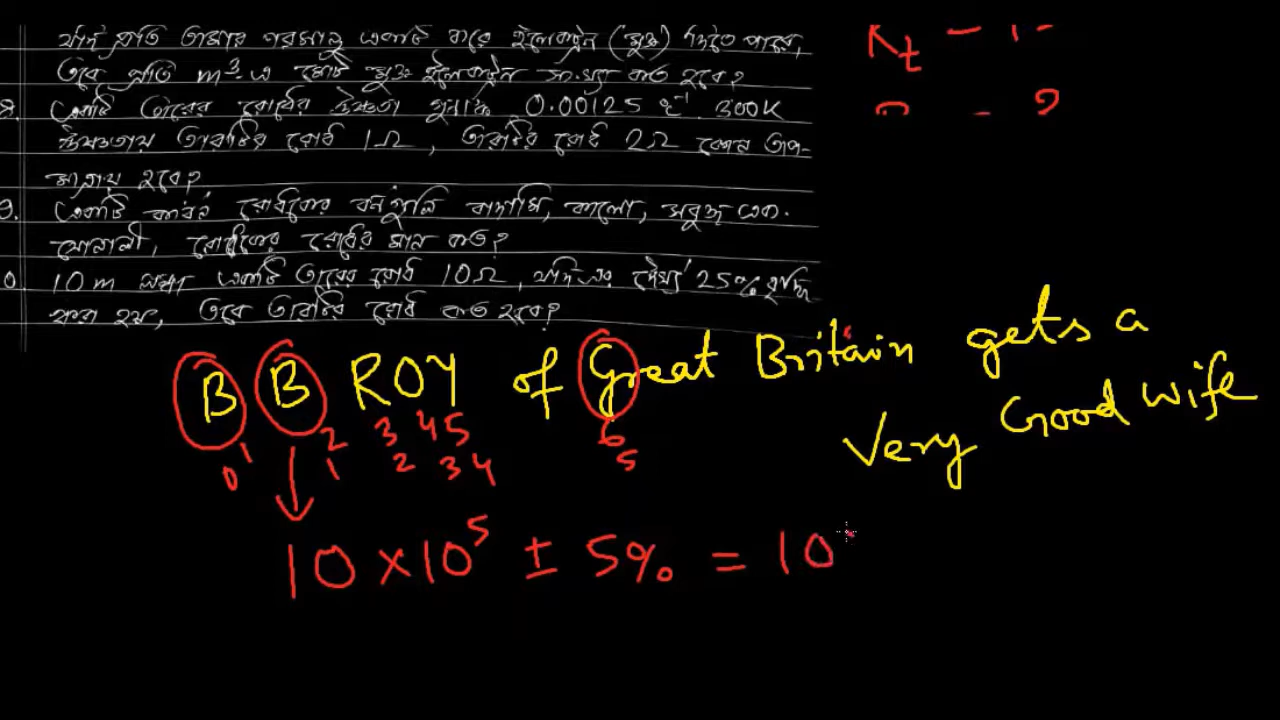 যদি প্রতি তামার পরমাণু একটি করে ইলেকট্রন (মুক্ত) দিতে পারে,
তবে প্রতি m³ এ মোট মুক্ত ইলেকট্রন সংখ্যা কত হবে?
8. একটি তারের রোধের উষ্ণতা গুনাঙ্ক 0.00125 300K
উষ্ণতায় তারটির রোধ 1Ω, তারটির রোধ 2Ω কোন তাপ-
মাত্রায় হবে?
9. একটি কার্বন রোধকের বর্ণগুলি বাদামি, কালো, সবুজ এবং
সোনালী, রোধকের রোধের মান কত?
0. 10 m লম্বা একটি তারের রোধ 10Ω, যদি এর দৈর্ঘ্য 25% বৃদ্ধি
করা হয়, তবে তারটির রোধ কত হবে?
Rt - 1
B B ROY of Great Britain gets a
Very Good wife
1 2 3 4 5 6
0 1 2 3 4 5
10 × 10⁵ ± 5% = 10